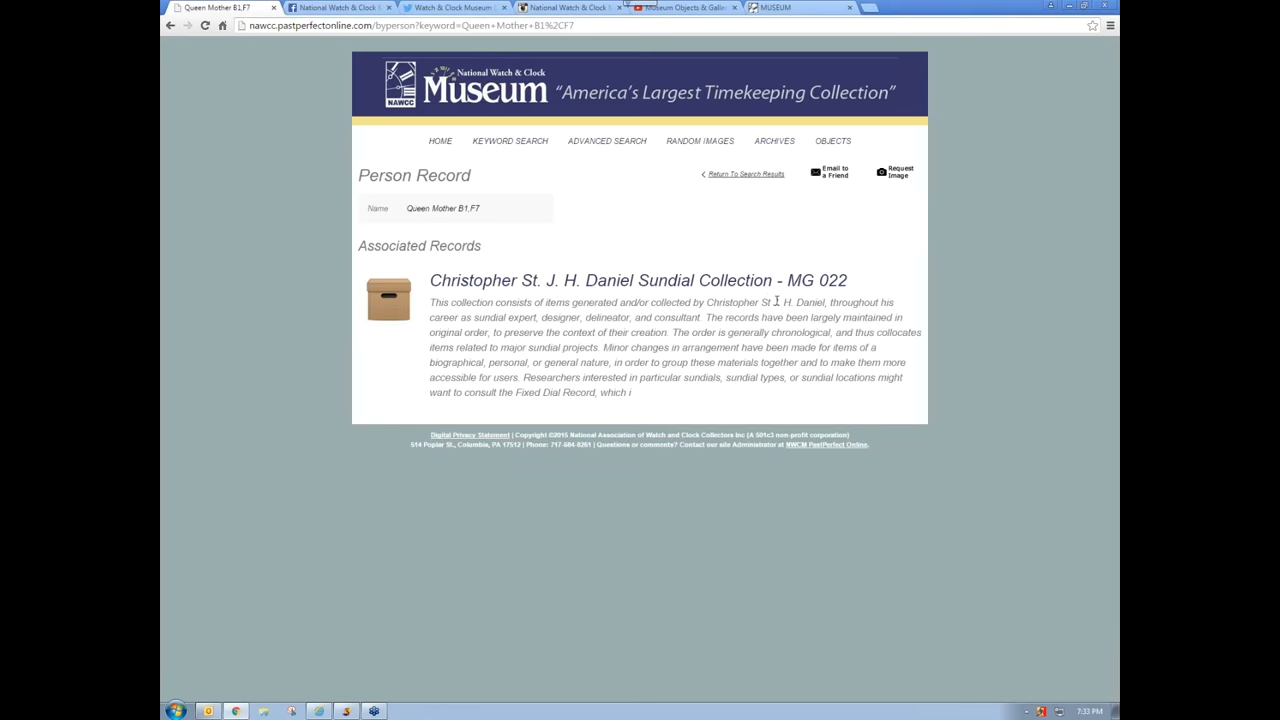 Queen Mother B1,F7
National Watch & Clock M
Watch & Clock Museum (
National Watch & Clock M
Museum Objects & Galle
MUSEUM
nawcc.pastperfectonline.com/byperson?keyword=Queen+Mother+B1%2CF7
NAWCC
National Watch & Clock
Museum
"America's Largest Timekeeping Collection"
HOME KEYWORD SEARCH ADVANCED SEARCH RANDOM IMAGES ARCHIVES OBJECTS
Person Record
Return To Search Results
Email to
a Friend
Request
Image
Name Queen Mother B1,F7
Associated Records
Christopher St. J. H. Daniel Sundial Collection - MG 022
This collection consists of items generated and/or collected by Christopher St J H. Daniel, throughout his
career as sundial expert, designer, delineator, and consultant. The records have been largely maintained in
original order, to preserve the context of their creation. The order is generally chronological, and thus collocates
items related to major sundial projects. Minor changes in arrangement have been made for items of a
biographical, personal, or general nature, in order to group these materials together and to make them more
accessible for users. Researchers interested in particular sundials, sundial types, or sundial locations might
want to consult the Fixed Dial Record, which i
Digital Privacy Statement | Copyright ©2015 National Association of Watch and Clock Collectors Inc (A 501c3 non-profit corporation)
514 Poplar St., Columbia, PA 17512 | Phone: 717-684-8261 | Questions or comments? Contact our site Administrator at NWCM PastPerfect Online.
7:33 PM